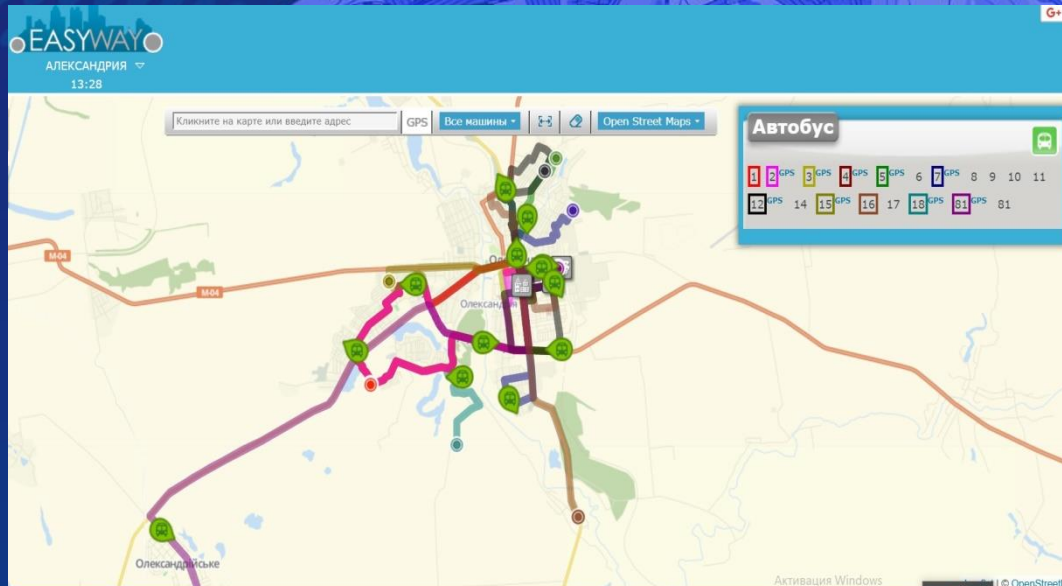 EASYWAY
АЛЕКСАНДРИЯ
13:28
G+
Кликните на карте или введите адрес GPS Все машины Open Street Maps
Автобус
1 2 GPS 3 GPS 4 GPS 5 GPS 6 7 GPS 8 9 10 11
12 GPS 14 15 GPS 16 17 18 GPS 81 GPS 81
М-04
М-04
Олександрія
Олександрійське
Активация Windows
| © OpenStreet